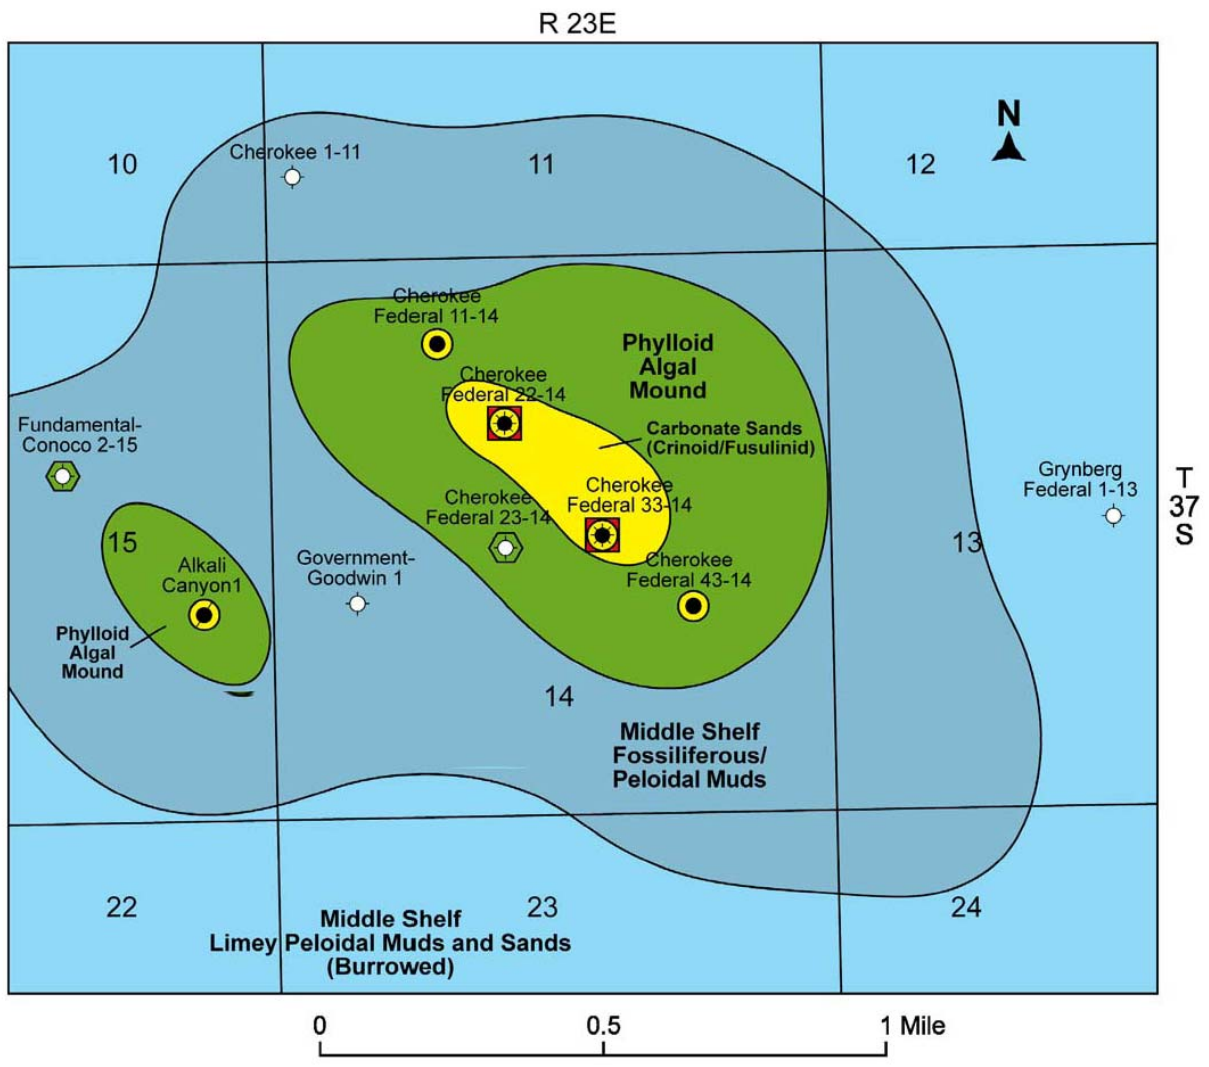 R 23E
N
10
Cherokee 1-11
11
12
Cherokee
Federal 11-14
Phylloid
Algal
Mound
Cherokee
Federal 22-14
Carbonate Sands
(Crinoid/Fusulinid)
Fundamental-
Conoco 2-15
Grynberg
Federal 1-13
T
37
S
Cherokee
Federal 33-14
Cherokee
Federal 23-14
15
13
Government-
Goodwin 1
Alkali
Canyon1
Cherokee
Federal 43-14
Phylloid
Algal
Mound
14
Middle Shelf
Fossiliferous/
Peloidal Muds
22
23
24
Middle Shelf
Limey Peloidal Muds and Sands
(Burrowed)
0
0.5
1 Mile